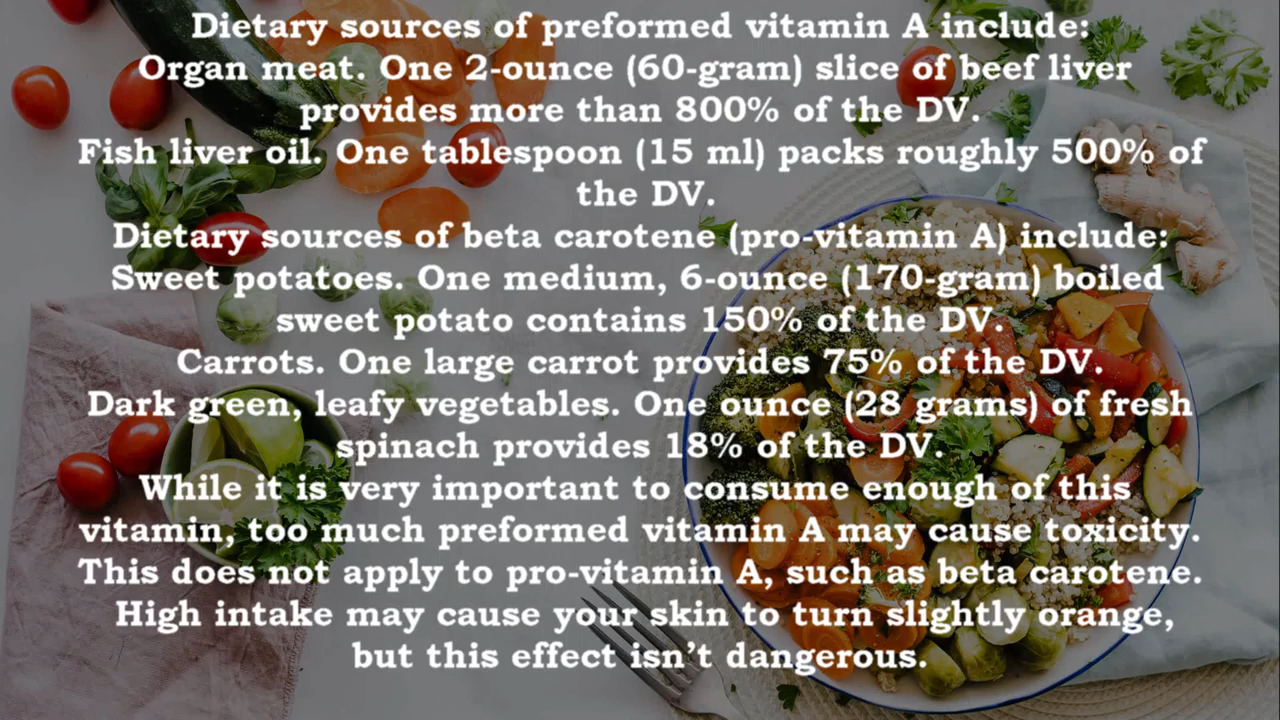 Dietary sources of preformed vitamin A include:
Organ meat. One 2-ounce (60-gram) slice of beef liver
provides more than 800% of the DV.
Fish liver oil. One tablespoon (15 ml) packs roughly 500% of
the DV.
Dietary sources of beta carotene (pro-vitamin A) include:
Sweet potatoes. One medium, 6-ounce (170-gram) boiled
sweet potato contains 150% of the DV.
Carrots. One large carrot provides 75% of the DV.
Dark green, leafy vegetables. One ounce (28 grams) of fresh
spinach provides 18% of the DV.
While it is very important to consume enough of this
vitamin, too much preformed vitamin A may cause toxicity.
This does not apply to pro-vitamin A, such as beta carotene.
High intake may cause your skin to turn slightly orange,
but this effect isn’t dangerous.